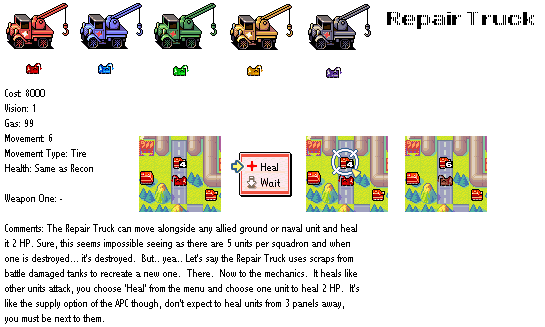 Repair Truck
Cost: 8000
Vision: 1
Gas: 99
Movement: 6
Movement Type: Tire
Health: Same as Recon
Weapon One: -
4
Heal
Wait
4
6
Comments: The Repair Truck can move alongside any allied ground or naval unit and heal
it 2 HP. Sure, this seems impossible seeing as there are 5 units per squadron and when
one is destroyed... it's destroyed. But.. yea.. Let's say the Repair Truck uses scraps from
battle damaged tanks to recreate a new one. There. Now to the mechanics. It heals like
other units attack, you choose 'Heal' from the menu and choose one unit to heal 2 HP. It's
like the supply option of the APC though, don't expect to heal units from 3 panels away,
you must be next to them.